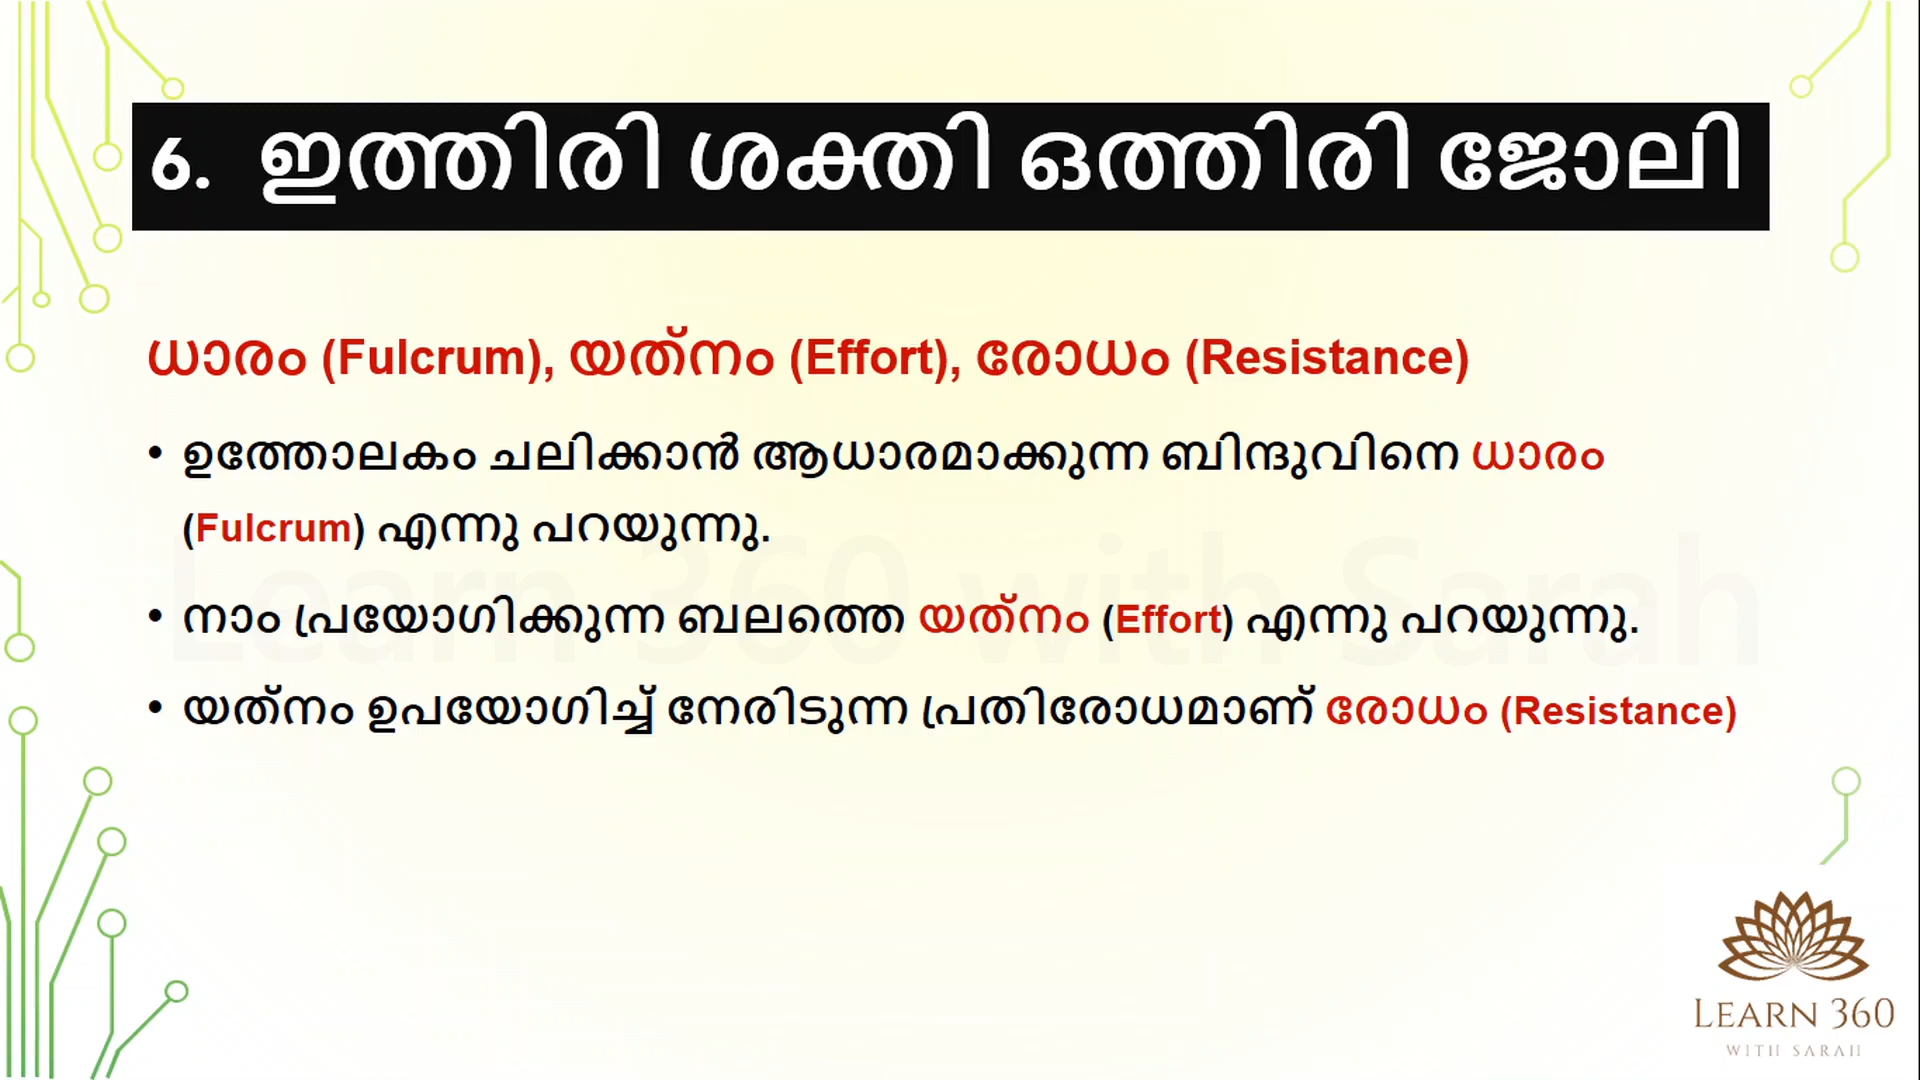 6. ഇത്തിരി ശക്തി ഒത്തിരി ജോലി
ധാരം (Fulcrum), യത്നം (Effort), രോധം (Resistance)
• ഉത്തോലകം ചലിക്കാൻ ആധാരമാക്കുന്ന ബിന്ദുവിനെ ധാരം
(Fulcrum) എന്നു പറയുന്നു.
• നാം പ്രയോഗിക്കുന്ന ബലത്തെ യത്നം (Effort) എന്നു പറയുന്നു.
• യത്നം ഉപയോഗിച്ച് നേരിടുന്ന പ്രതിരോധമാണ് രോധം (Resistance)
Learn 360 with Sarah
LEARN 360
WITH SARAH